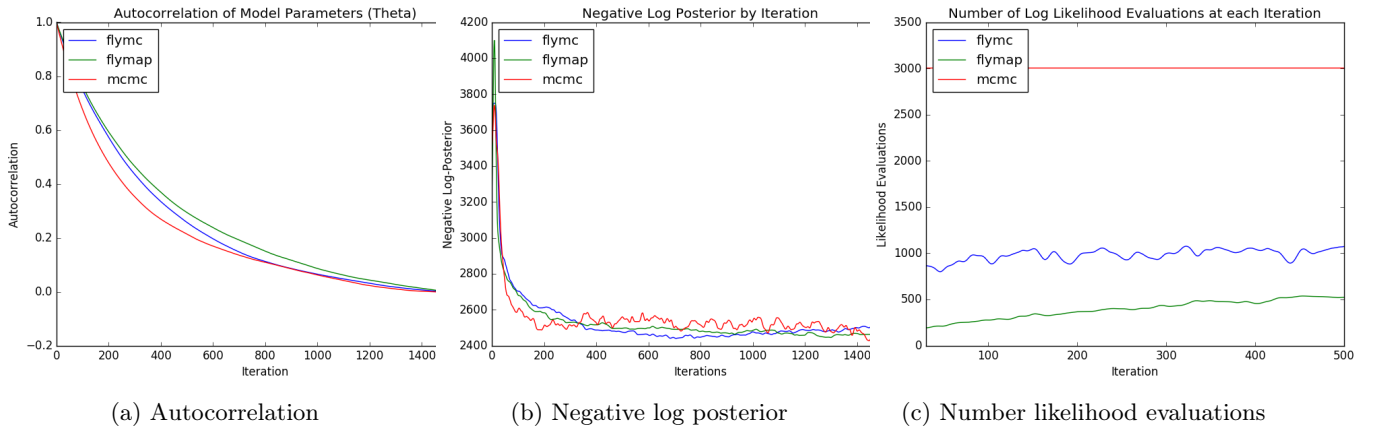 Autocorrelation of Model Parameters (Theta)
1.0
0.8
0.6
0.4
0.2
0.0
−0.2
Autocorrelation
flymc
flymap
mcmc
0 200 400 600 800 1000 1200 1400
Iteration
(a) Autocorrelation
Negative Log Posterior by Iteration
4200
4000
3800
3600
3400
3200
3000
2800
2600
2400
Negative Log-Posterior
flymc
flymap
mcmc
0 200 400 600 800 1000 1200 1400
Iterations
(b) Negative log posterior
Number of Log Likelihood Evaluations at each Iteration
3500
3000
2500
2000
1500
1000
500
0
Likelihood Evaluations
flymc
flymap
mcmc
100 200 300 400 500
Iteration
(c) Number likelihood evaluations